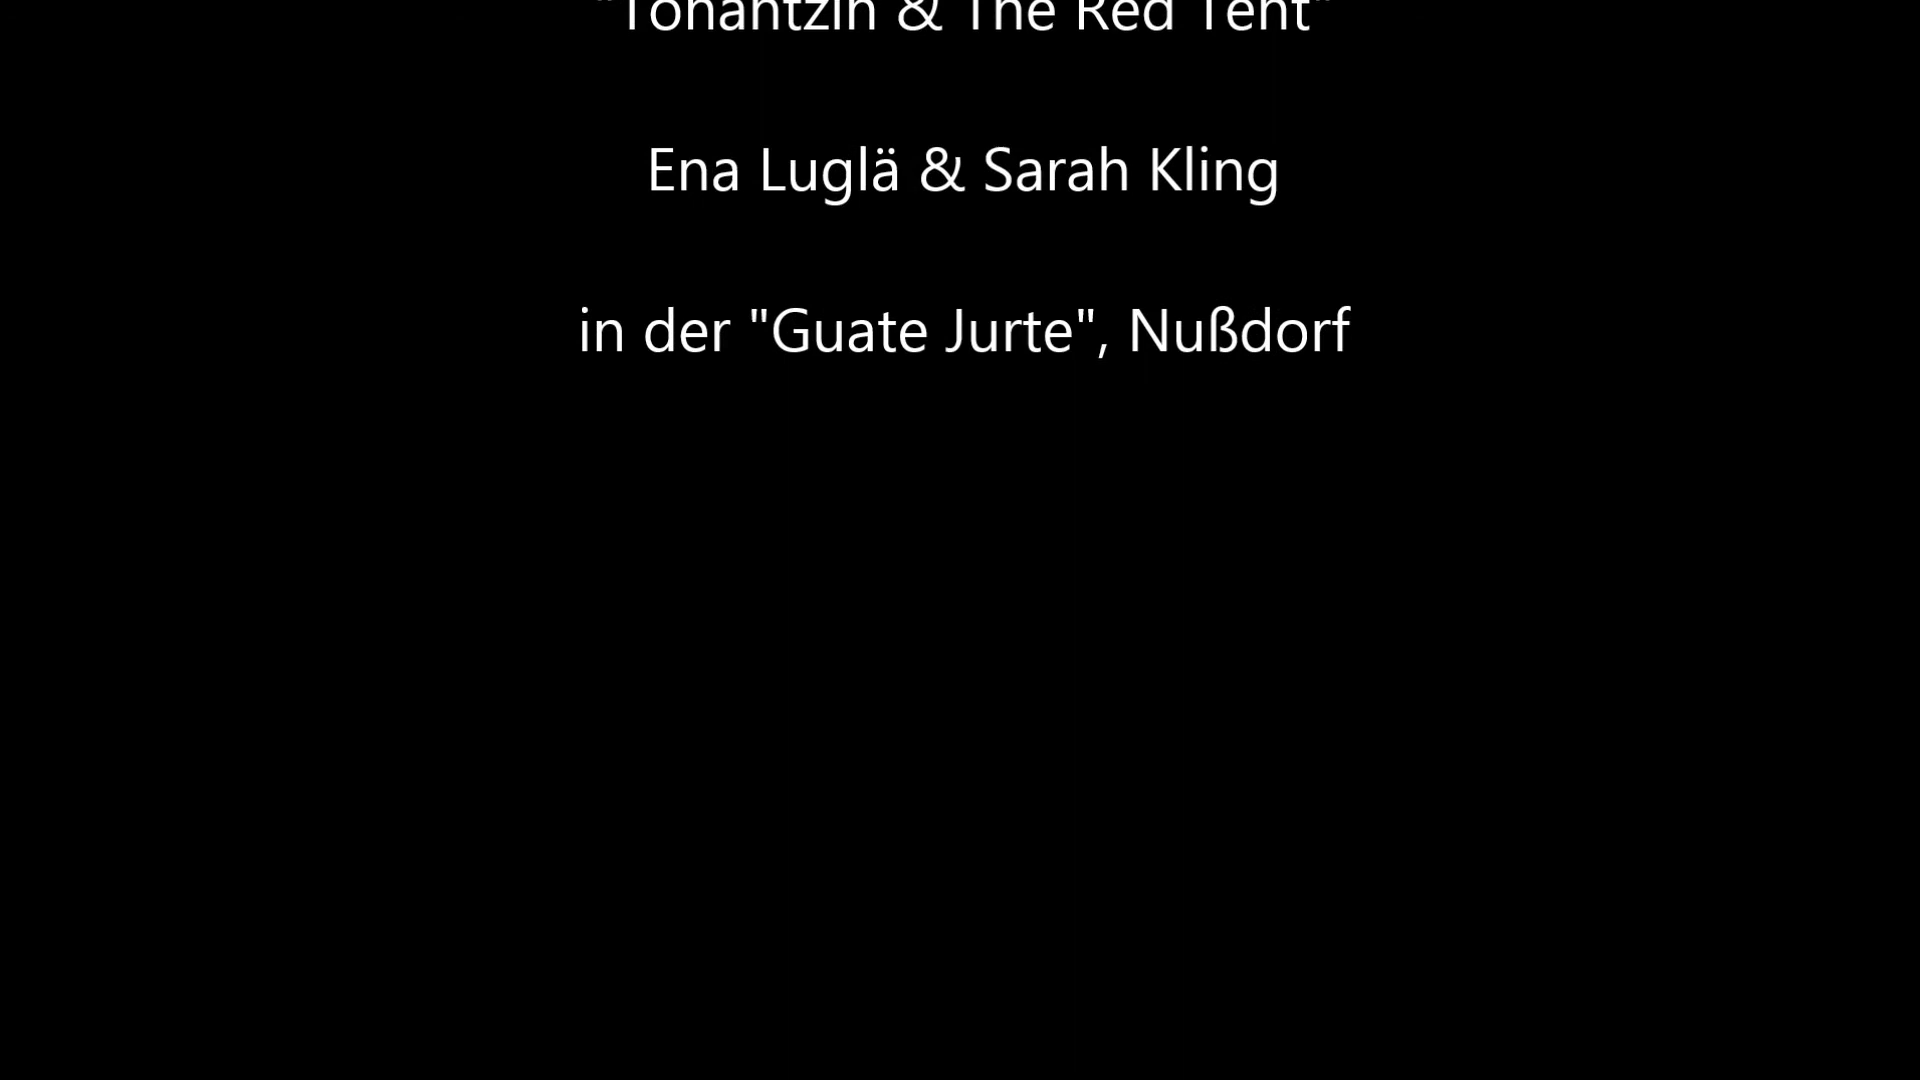 "Tonantzin & The Red Tent"
Ena Luglä & Sarah Kling
in der "Guate Jurte", Nußdorf